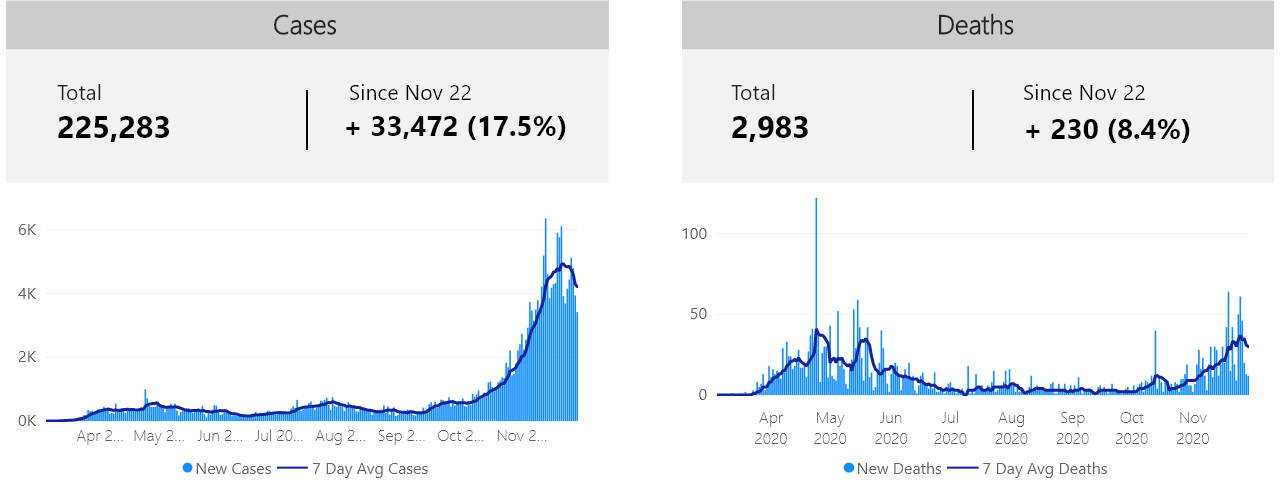 Cases
Total
225,283
Since Nov 22
+ 33,472 (17.5%)
6K
4K
2K
0K
Apr 2... May 2... Jun 2... Jul 20... Aug 2... Sep 2... Oct 2... Nov 2...
New Cases 7 Day Avg Cases
Deaths
Total
2,983
Since Nov 22
+ 230 (8.4%)
100
50
0
Apr May Jun Jul Aug Sep Oct Nov
2020 2020 2020 2020 2020 2020 2020 2020
New Deaths 7 Day Avg Deaths